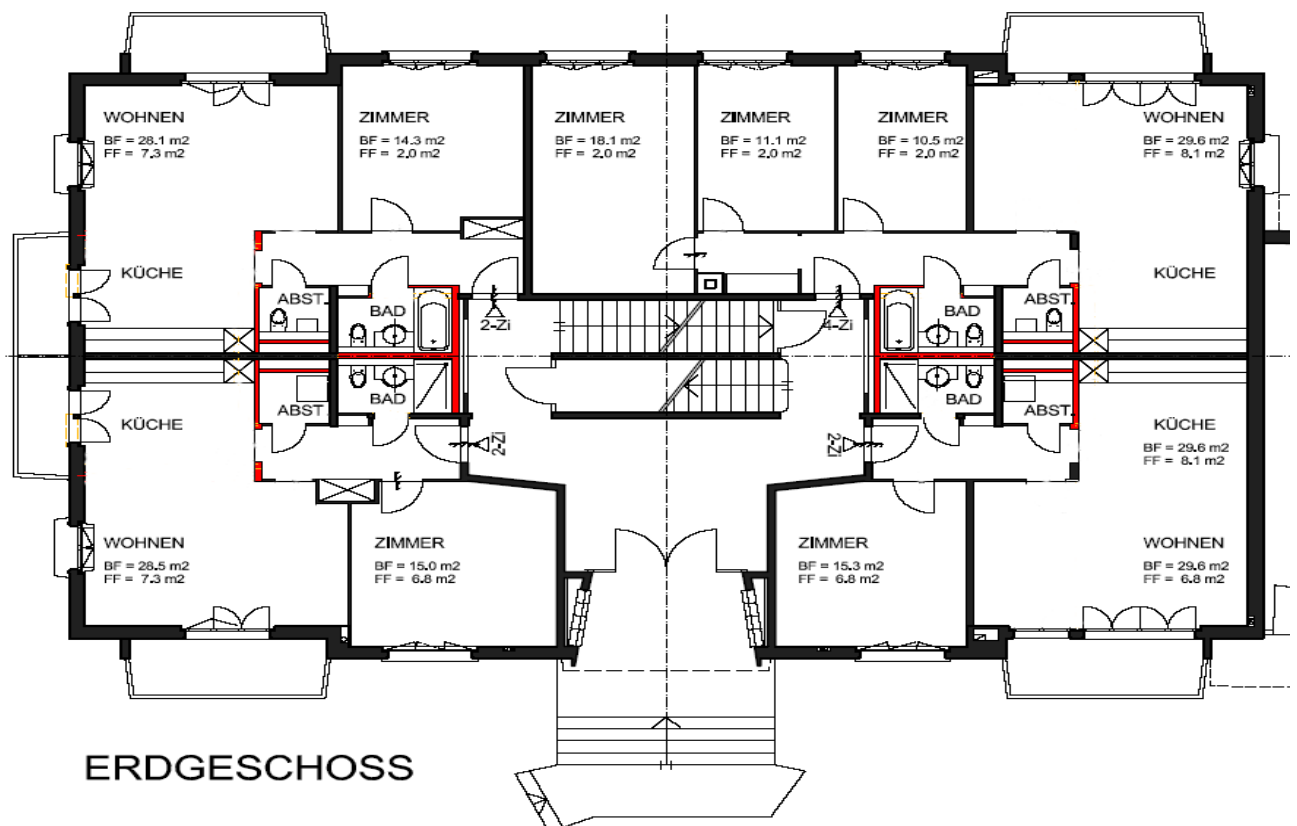 WOHNEN
BF = 28.1 m2
FF = 7.3 m2
ZIMMER
BF = 14.3 m2
FF = 2.0 m2
ZIMMER
BF = 18.1 m2
FF = 2.0 m2
ZIMMER
BF = 11.1 m2
FF = 2.0 m2
ZIMMER
BF = 10.5 m2
FF = 2.0 m2
WOHNEN
BF = 29.6 m2
FF = 8.1 m2
KÜCHE
ABST.
BAD
2-Zi
4-Zi
BAD
ABST.
KÜCHE
KÜCHE
ABST.
BAD
2-Zi
2-Zi
BAD
ABST.
KÜCHE
BF = 29.6 m2
FF = 8.1 m2
WOHNEN
BF = 28.5 m2
FF = 7.3 m2
ZIMMER
BF = 15.0 m2
FF = 6.8 m2
ZIMMER
BF = 15.3 m2
FF = 6.8 m2
WOHNEN
BF = 29.6 m2
FF = 6.8 m2
ERDGESCHOSS